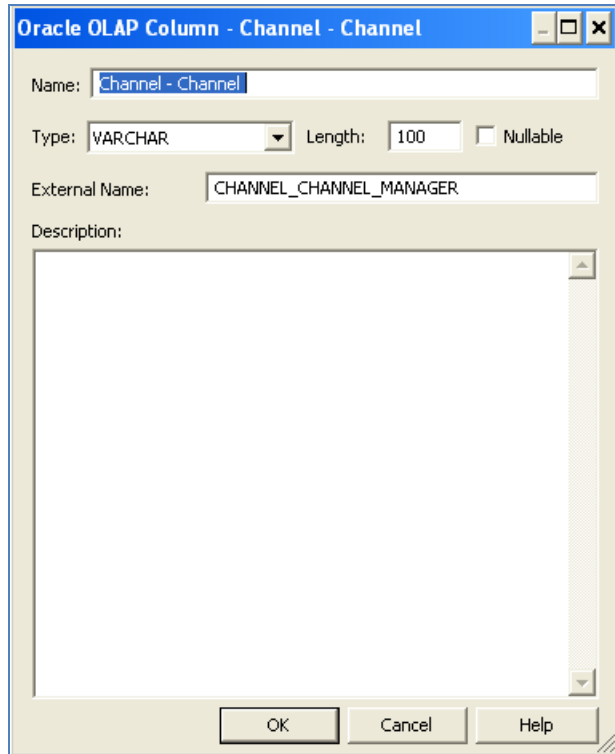 Oracle OLAP Column - Channel - Channel
Name: Channel - Channel
Type: VARCHAR Length: 100 Nullable
External Name: CHANNEL_CHANNEL_MANAGER
Description:
OK Cancel Help